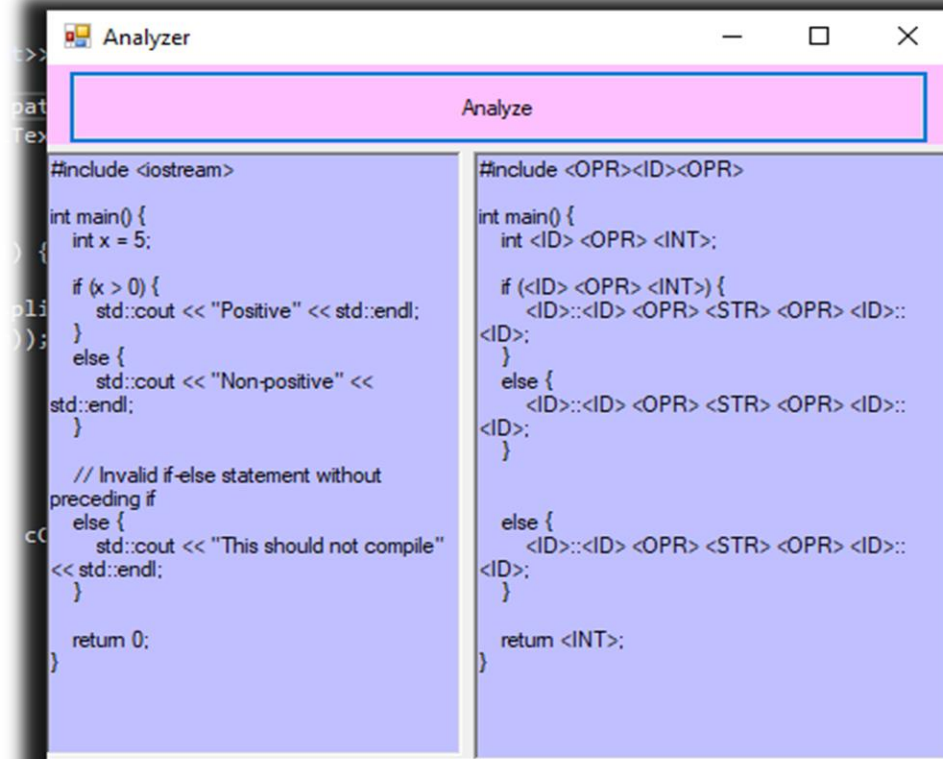 Analyzer
Analyze
#include <iostream>
int main() {
int x = 5;
if (x > 0) {
std::cout << "Positive" << std::endl;
}
else {
std::cout << "Non-positive" <<
std::endl;
}
// Invalid if-else statement without
preceding if
else {
std::cout << "This should not compile"
<< std::endl;
}
return 0;
}
#include <OPR><ID><OPR>
int main() {
int <ID> <OPR> <INT>;
if (<ID> <OPR> <INT>) {
<ID>::<ID> <OPR> <STR> <OPR> <ID>::
<ID>;
}
else {
<ID>::<ID> <OPR> <STR> <OPR> <ID>::
<ID>;
}
else {
<ID>::<ID> <OPR> <STR> <OPR> <ID>::
<ID>;
}
return <INT>;
}